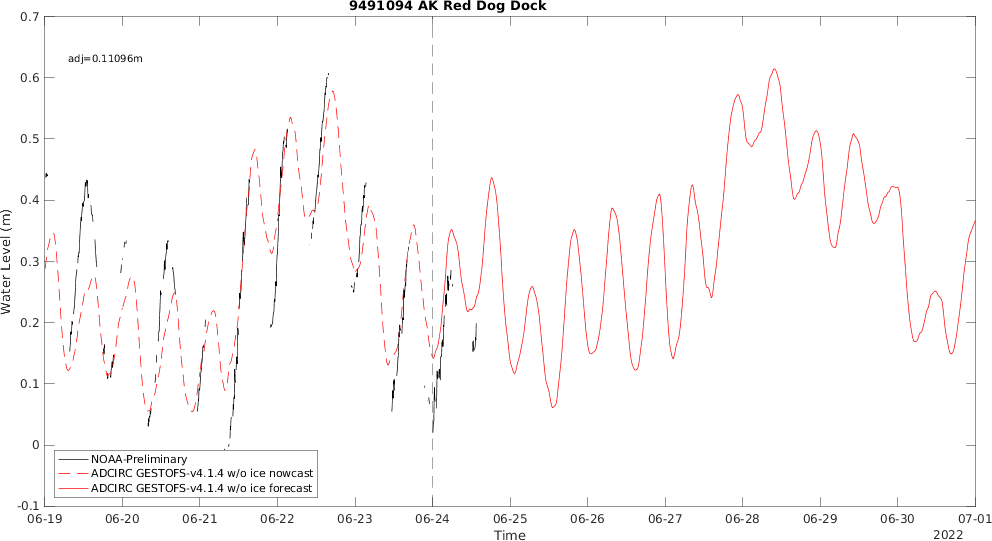 9491094 AK Red Dog Dock
0.7
adj=0.11096m
0.6
0.5
0.4
0.3
0.2
0.1
0
-0.1
Water Level (m)
NOAA-Preliminary
ADCIRC GESTOFS-v4.1.4 w/o ice nowcast
ADCIRC GESTOFS-v4.1.4 w/o ice forecast
06-19 06-20 06-21 06-22 06-23 06-24 06-25 06-26 06-27 06-28 06-29 06-30 07-01
Time
2022